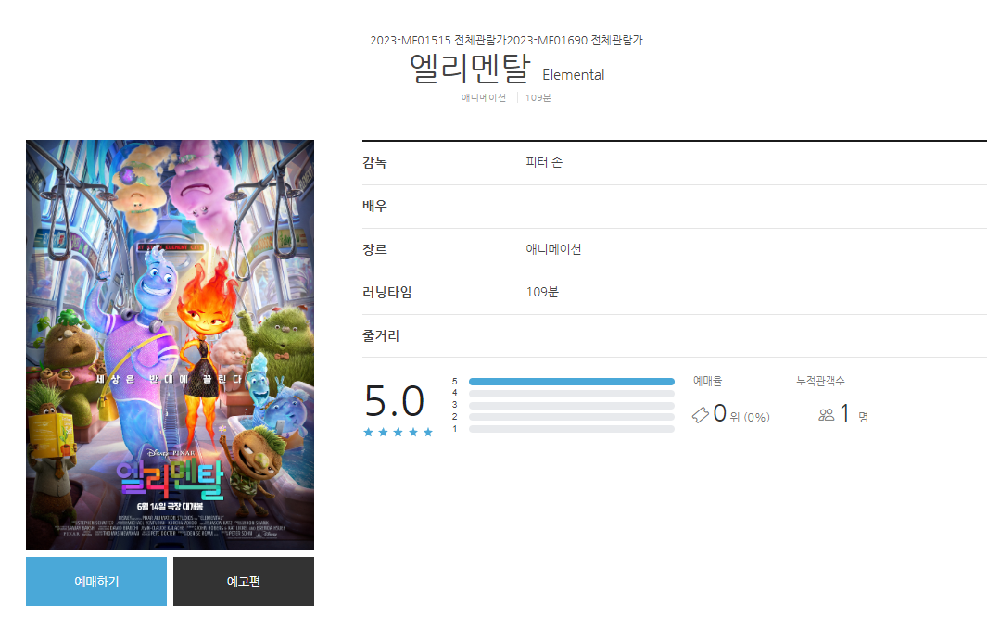 2023-MF01515 전체관람가2023-MF01690 전체관람가
엘리멘탈 Elemental
애니메이션 109분
감독 피터 손
배우
장르 애니메이션
러닝타임 109분
줄거리
세상은 반대에 끌린다
Disney · PIXAR
엘리멘탈
6월 14일 극장 대개봉
예매하기
예고편
5.0
5
4
3
2
1
예매율
0 위 (0%)
누적관객수
1 명